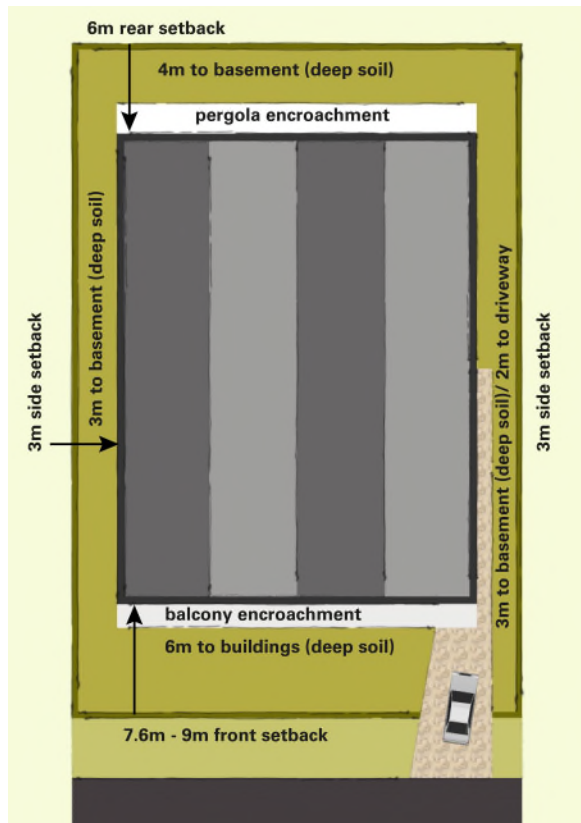 6m rear setback
4m to basement (deep soil)
pergola encroachment
3m side setback
3m to basement (deep soil)
3m to basement (deep soil)/ 2m to driveway
3m side setback
balcony encroachment
6m to buildings (deep soil)
7.6m - 9m front setback